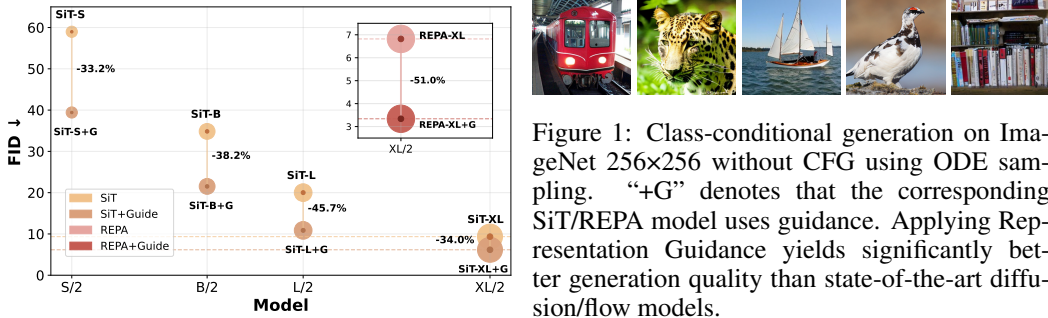 SiT-S
-33.2%
SiT-S+G
SiT-B
-38.2%
SiT-B+G
SiT-L
-45.7%
SiT-L+G
SiT-XL
-34.0%
SiT-XL+G
FID ↓
60
50
40
30
20
10
0
S/2
B/2
L/2
XL/2
Model
SiT
SiT+Guide
REPA
REPA+Guide
7
6
5
4
3
REPA-XL
-51.0%
REPA-XL+G
XL/2
Figure 1: Class-conditional generation on Ima-
geNet 256×256 without CFG using ODE sam-
pling. “+G” denotes that the corresponding
SiT/REPA model uses guidance. Applying Rep-
resentation Guidance yields significantly bet-
ter generation quality than state-of-the-art diffu-
sion/flow models.